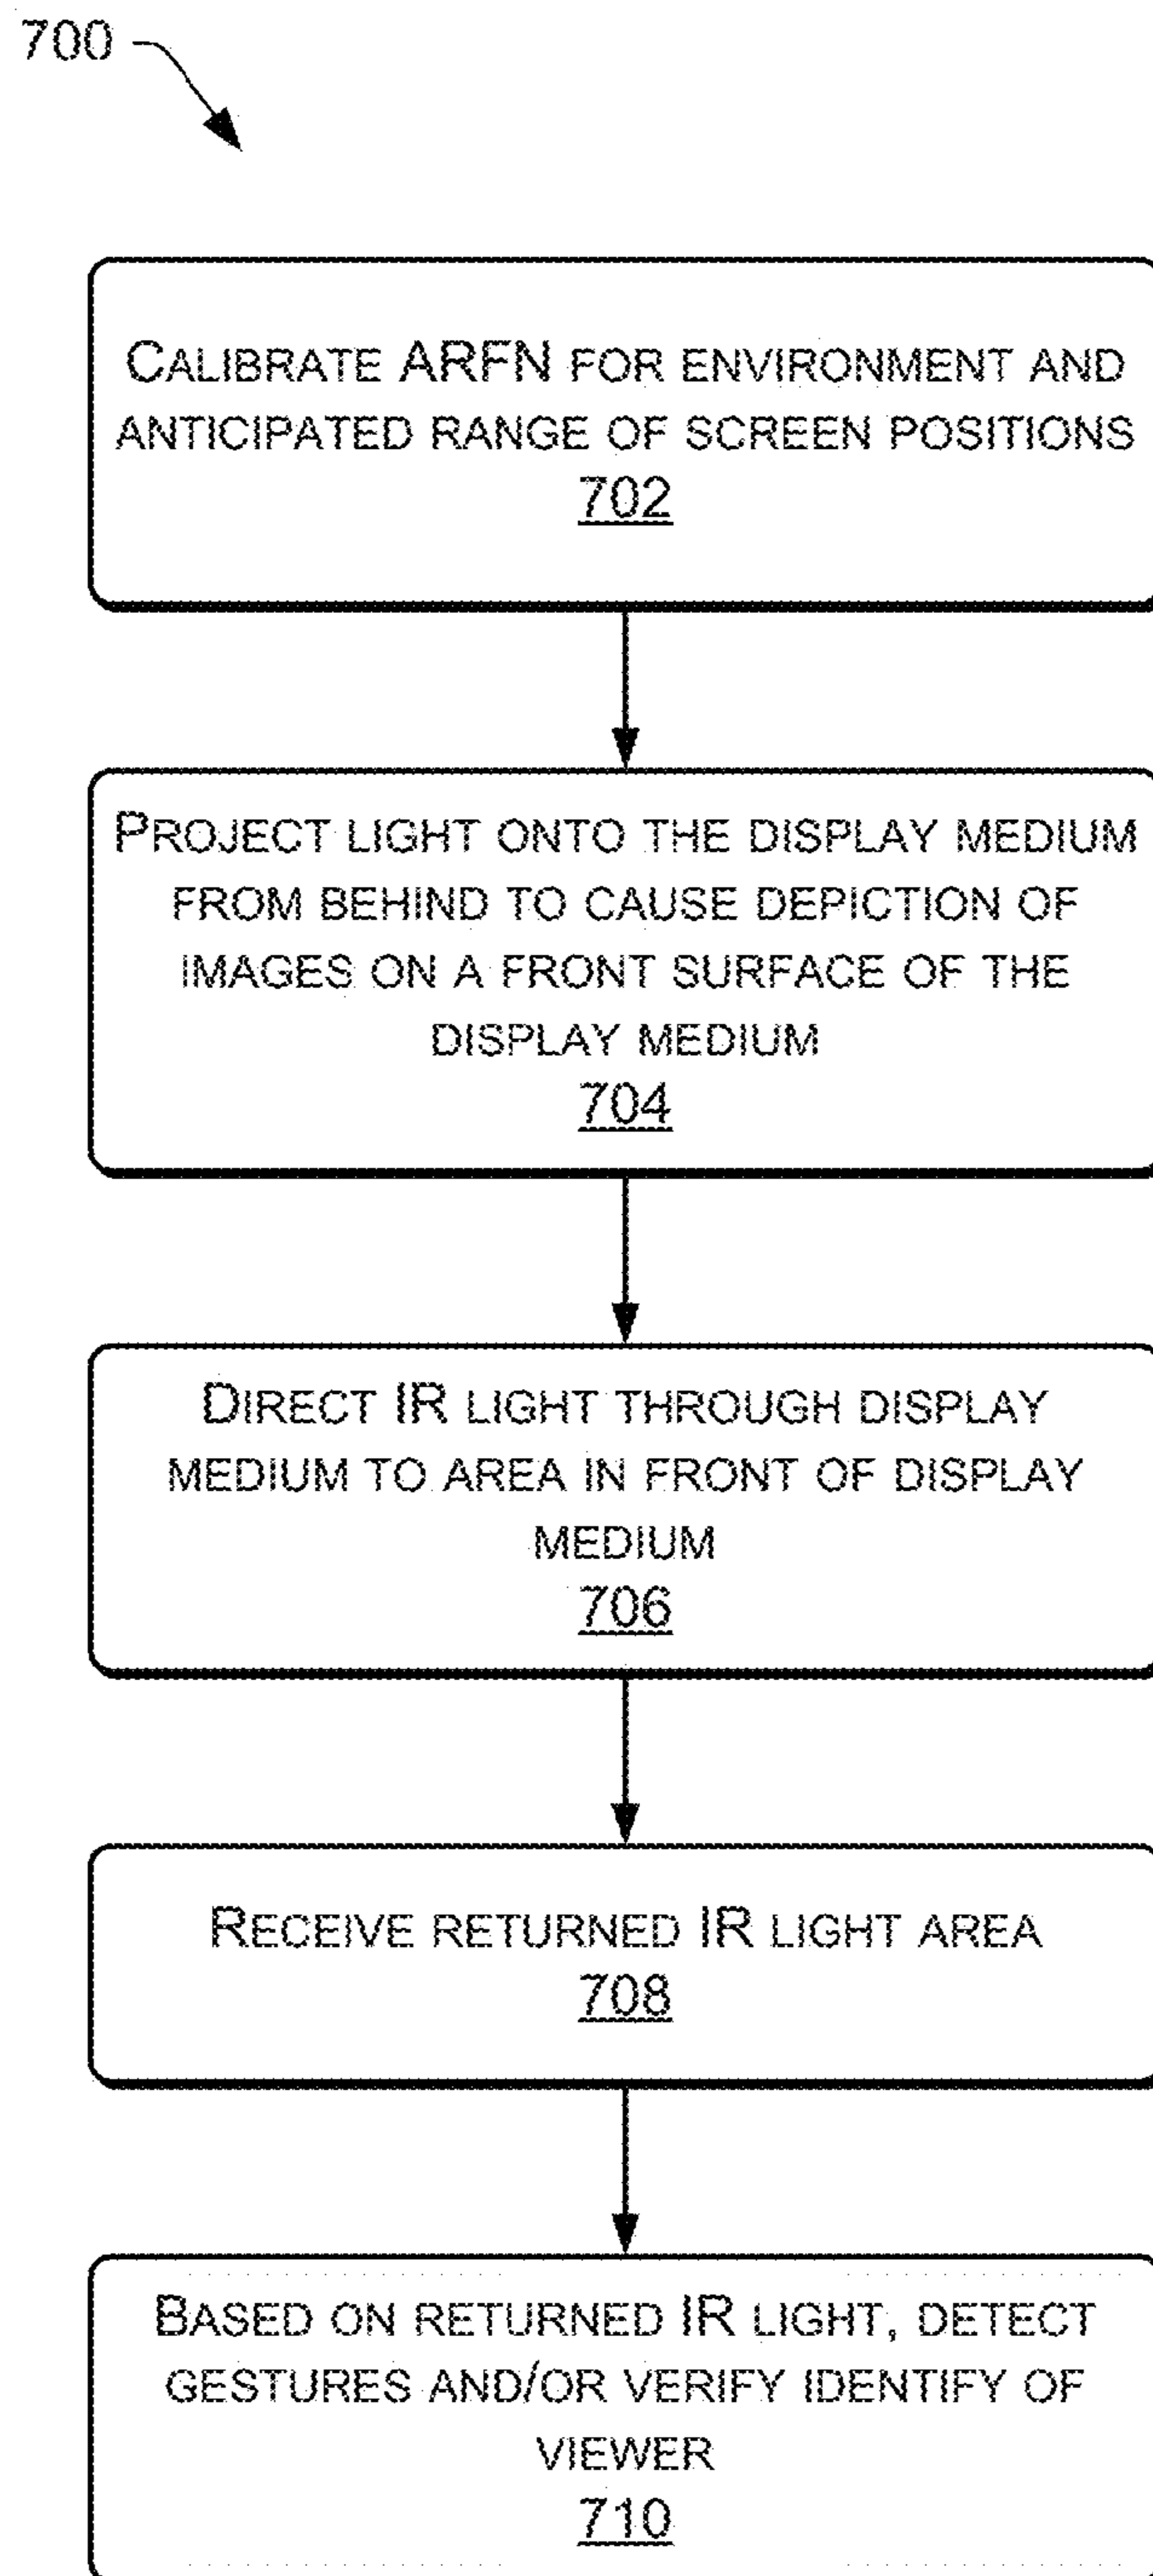 700
CALIBRATE ARFN FOR ENVIRONMENT AND
ANTICIPATED RANGE OF SCREEN POSITIONS
702
PROJECT LIGHT ONTO THE DISPLAY MEDIUM
FROM BEHIND TO CAUSE DEPICTION OF
IMAGES ON A FRONT SURFACE OF THE
DISPLAY MEDIUM
704
DIRECT IR LIGHT THROUGH DISPLAY
MEDIUM TO AREA IN FRONT OF DISPLAY
MEDIUM
706
RECEIVE RETURNED IR LIGHT AREA
708
BASED ON RETURNED IR LIGHT, DETECT
GESTURES AND/OR VERIFY IDENTIFY OF
VIEWER
710